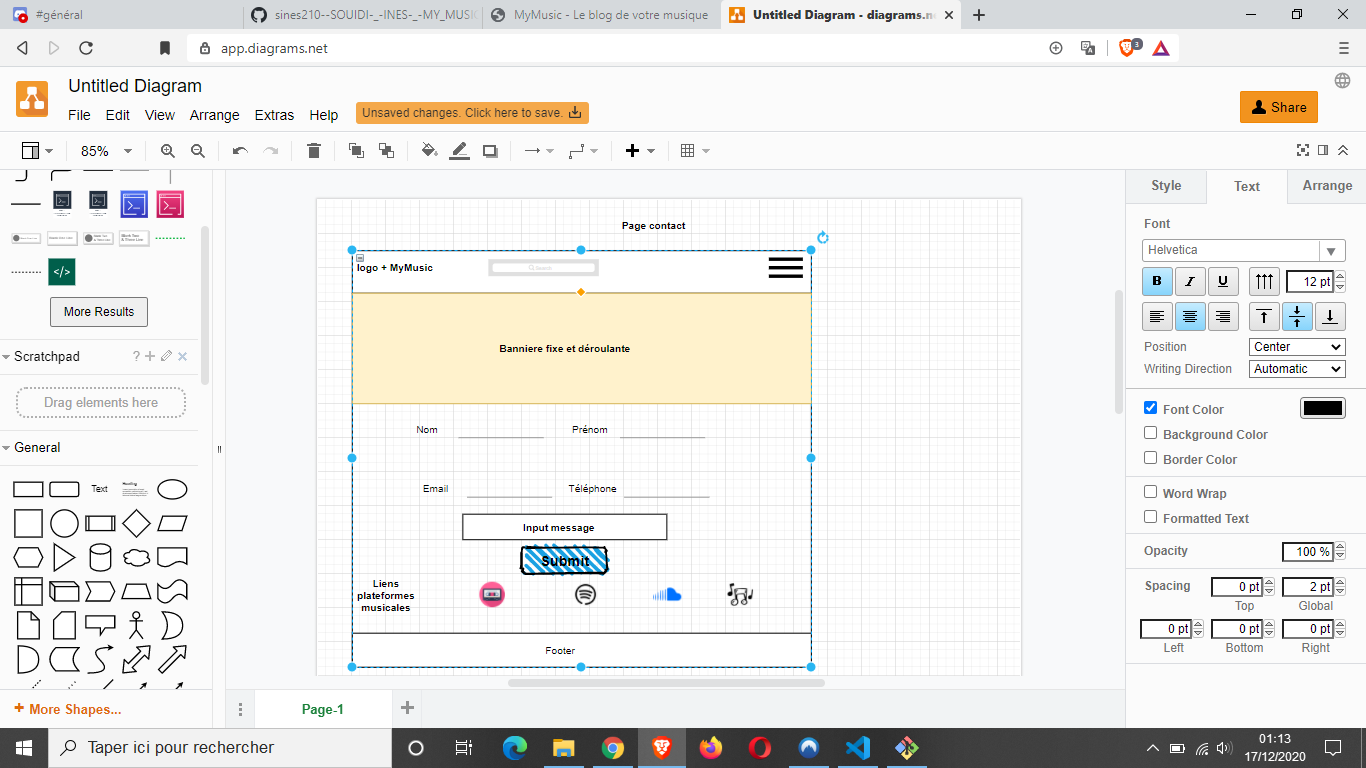 #général
sines210--SOUIDI-_-INES-_-MY_MUSIC
MyMusic - Le blog de votre musique
Untitled Diagram - diagrams.n
app.diagrams.net
3
Untitled Diagram
File Edit View Arrange Extras Help
Unsaved changes. Click here to save.
Share
85%
More Results
Scratchpad
?
Drag elements here
General
Text
Heading
More Shapes...
Page contact
logo + MyMusic
Search
Banniere fixe et déroulante
Nom
Prénom
Email
Téléphone
Input message
Submit
Liens
plateformes
musicales
Footer
Page-1
Style Text Arrange
Font
Helvetica
B I U 12 pt
Position Center
Writing Direction Automatic
Font Color
Background Color
Border Color
Word Wrap
Formatted Text
Opacity 100 %
Spacing 0 pt 2 pt
Top Global
0 pt 0 pt 0 pt
Left Bottom Right
Taper ici pour rechercher
01:13
17/12/2020